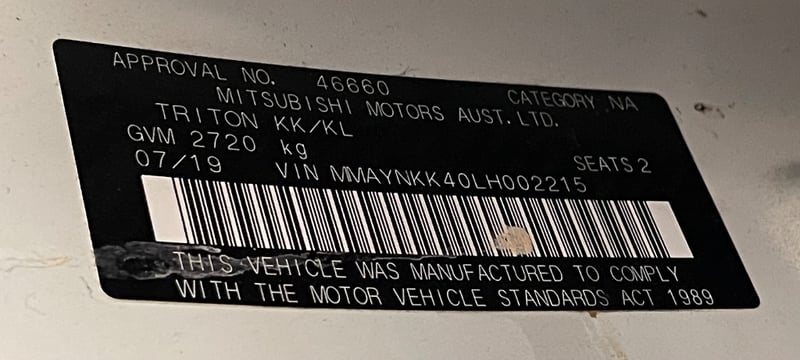 APPROVAL NO. 46660 CATEGORY NA
MITSUBISHI MOTORS AUST. LTD.
TRITON KK/KL
GVM 2720 kg SEATS 2
07/19 VIN MMAYNKK40LH002215
THIS VEHICLE WAS MANUFACTURED TO COMPLY
WITH THE MOTOR VEHICLE STANDARDS ACT 1989